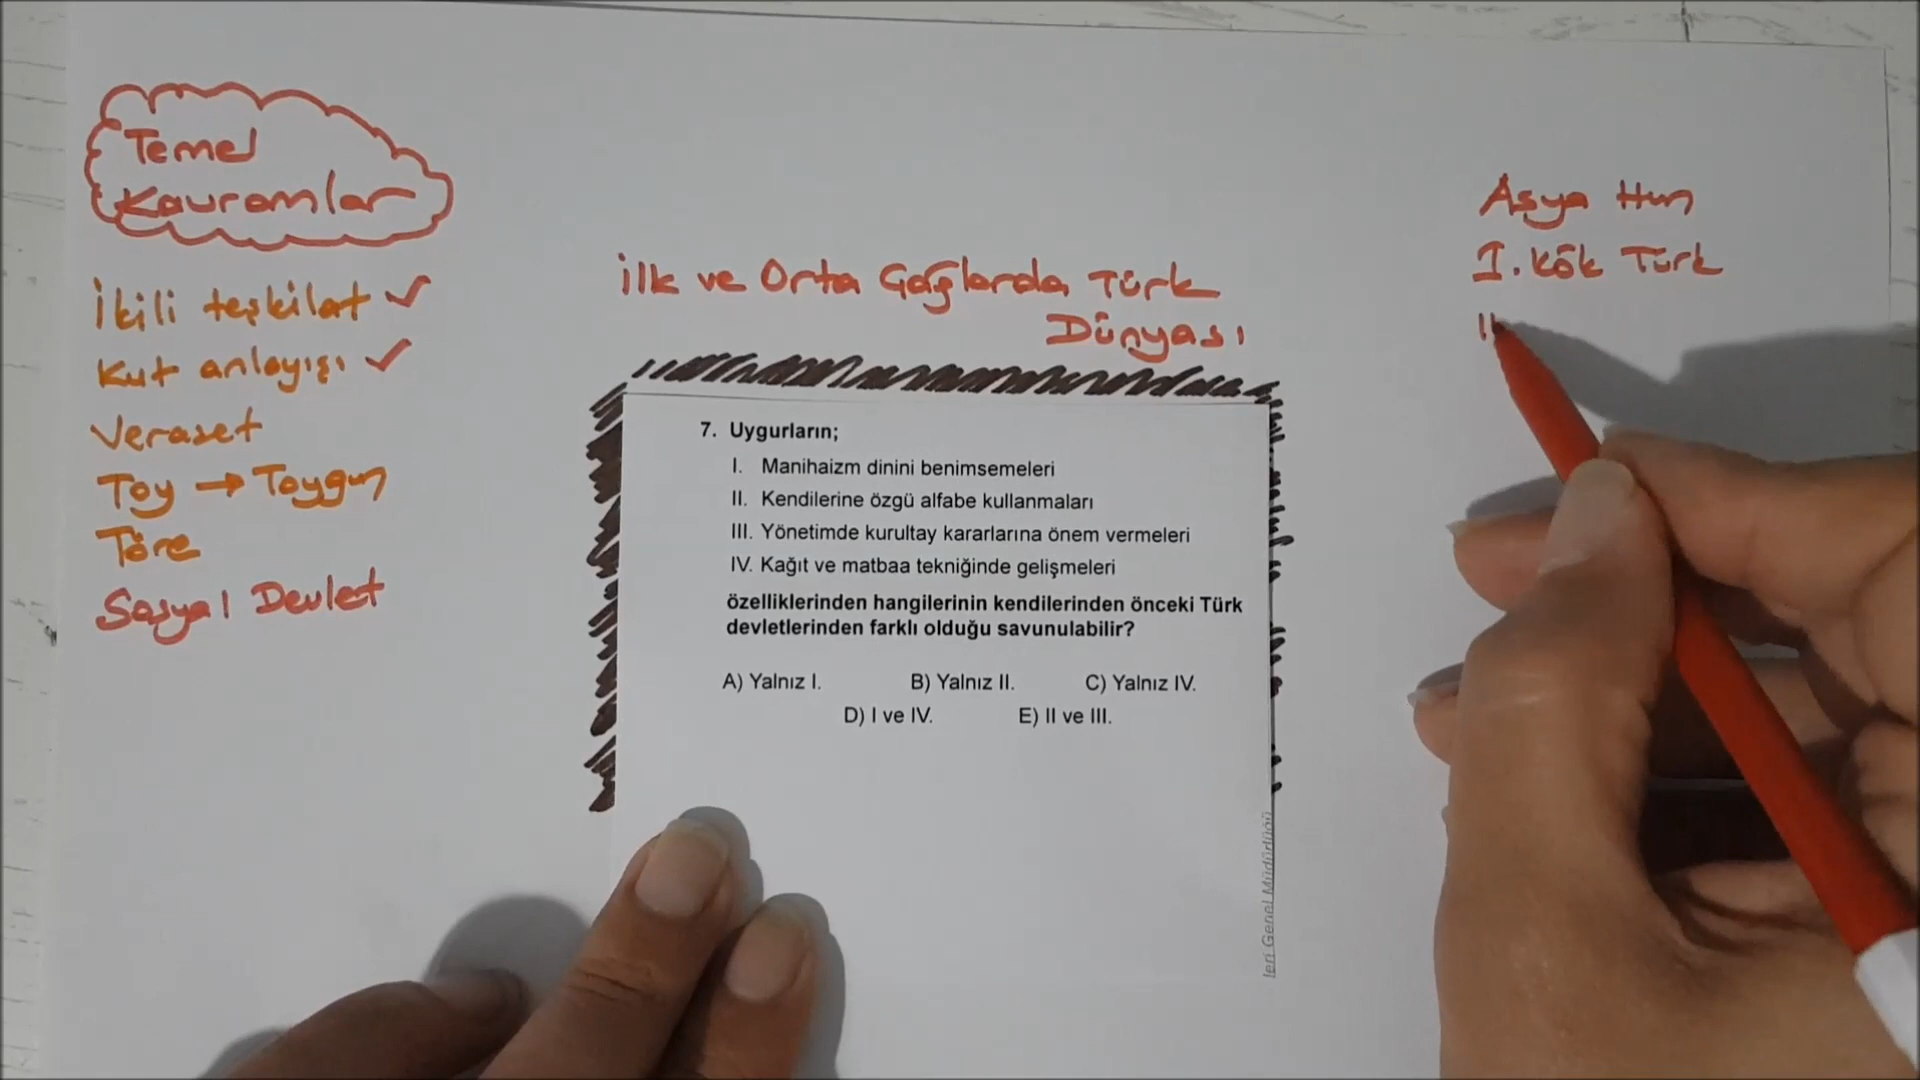 Temel
Kavramlar
İkili teşkilat ✓
Kut anlayışı ✓
Veraset
Toy → Toygun
Töre
Sosyal Devlet
İlk ve Orta Çağlarda Türk
Dünyası
7. Uygurların;
I. Manihaizm dinini benimsemeleri
II. Kendilerine özgü alfabe kullanmaları
III. Yönetimde kurultay kararlarına önem vermeleri
IV. Kağıt ve matbaa tekniğinde gelişmeleri
özelliklerinden hangilerinin kendilerinden önceki Türk
devletlerinden farklı olduğu savunulabilir?
A) Yalnız I. B) Yalnız II. C) Yalnız IV.
D) I ve IV. E) II ve III.
leri Genel Müdürlüğü
Asya Hun
I. Kök Türk